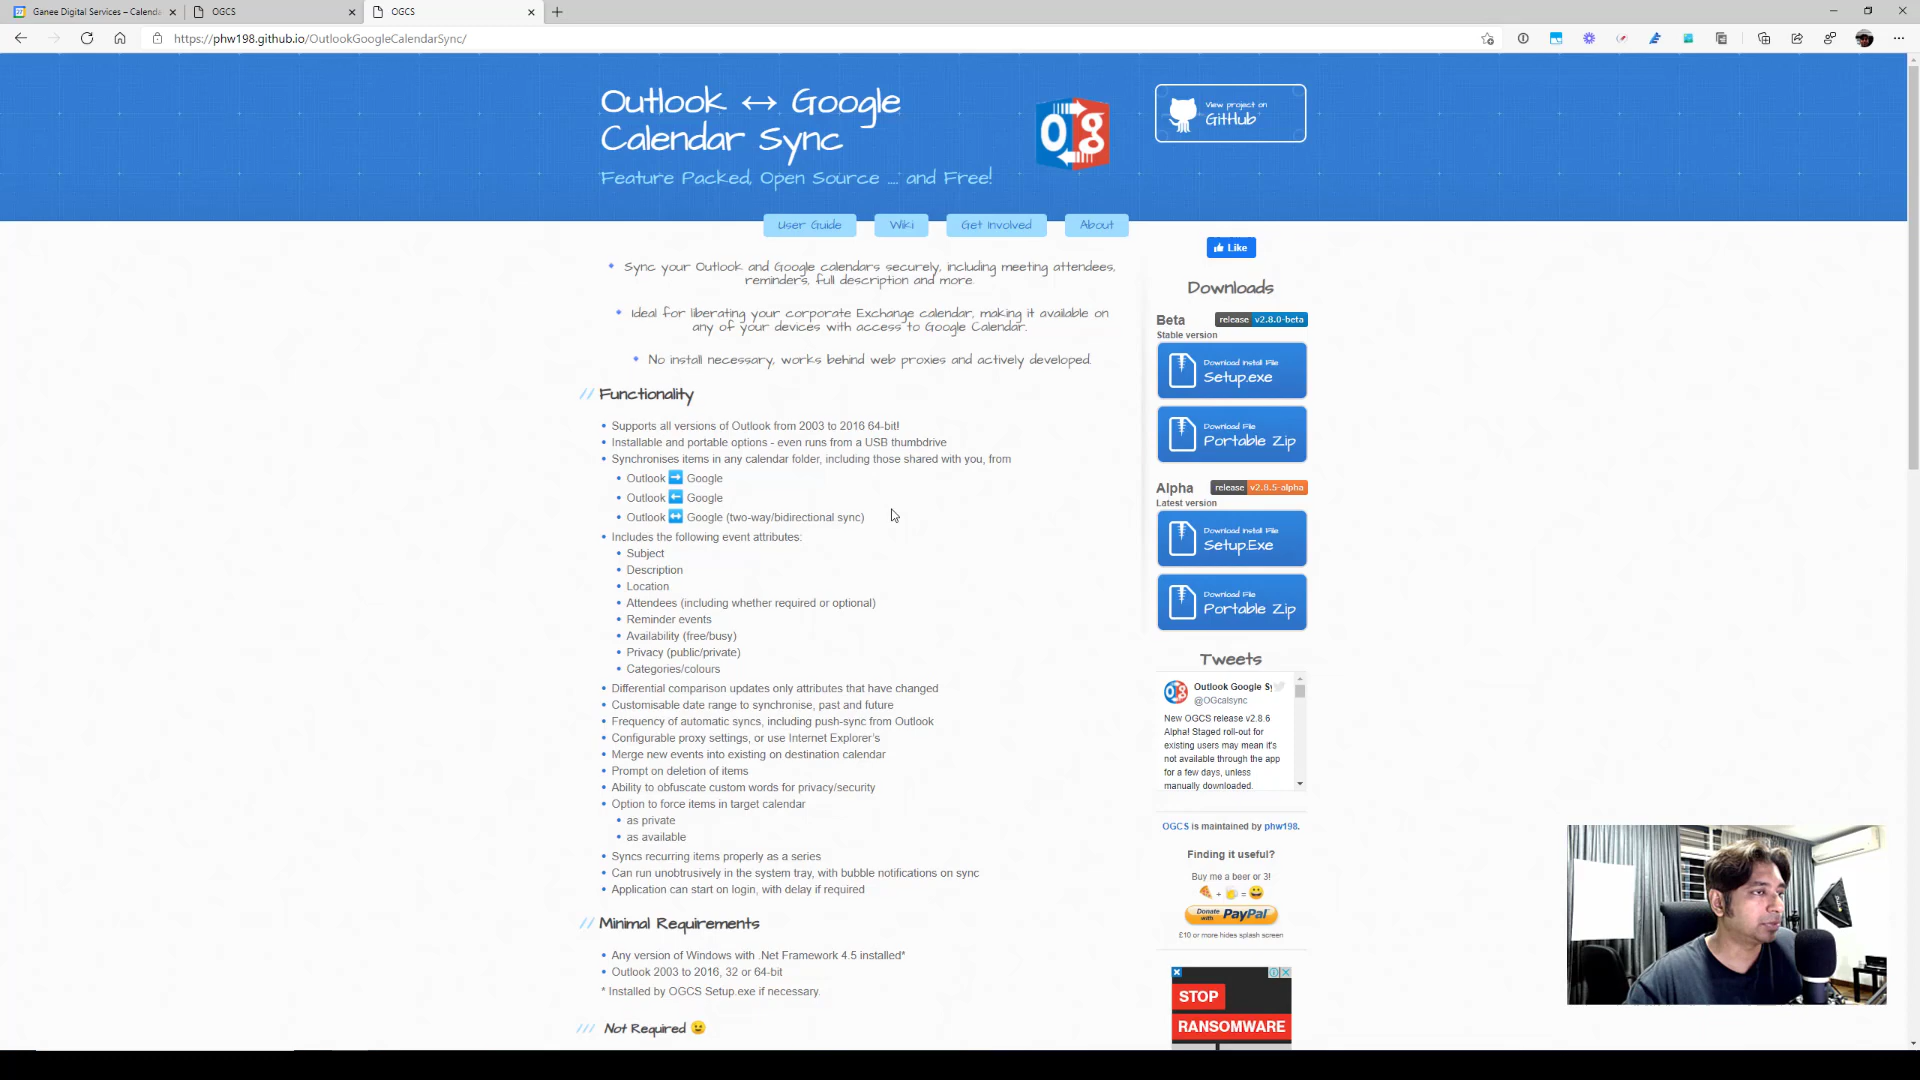 Ganee Digital Services – Calenda
OGCS
OGCS
https://phw198.github.io/OutlookGoogleCalendarSync/
Outlook ↔ Google
Calendar Sync
Feature Packed, Open Source .... and Free!
Og
View project on
GitHub
User Guide
Wiki
Get Involved
About
Sync your Outlook and Google calendars securely, including meeting attendees,
reminders, full description and more.
Ideal for liberating your corporate Exchange calendar, making it available on
any of your devices with access to Google Calendar.
No install necessary, works behind web proxies and actively developed.
// Functionality
• Supports all versions of Outlook from 2003 to 2016 64-bit!
• Installable and portable options - even runs from a USB thumbdrive
• Synchronises items in any calendar folder, including those shared with you, from
• Outlook ➡ Google
• Outlook ⬅ Google
• Outlook ↔ Google (two-way/bidirectional sync)
• Includes the following event attributes:
• Subject
• Description
• Location
• Attendees (including whether required or optional)
• Reminder events
• Availability (free/busy)
• Privacy (public/private)
• Categories/colours
• Differential comparison updates only attributes that have changed
• Customisable date range to synchronise, past and future
• Frequency of automatic syncs, including push-sync from Outlook
• Configurable proxy settings, or use Internet Explorer's
• Merge new events into existing on destination calendar
• Prompt on deletion of items
• Ability to obfuscate custom words for privacy/security
• Option to force items in target calendar
• as private
• as available
• Syncs recurring items properly as a series
• Can run unobtrusively in the system tray, with bubble notifications on sync
• Application can start on login, with delay if required
// Minimal Requirements
• Any version of Windows with .Net Framework 4.5 installed*
• Outlook 2003 to 2016, 32 or 64-bit
* Installed by OGCS Setup.exe if necessary.
/// Not Required 😉
Like
Downloads
Beta release v2.8.0-beta
Stable version
Download Install File
Setup.exe
Download File
Portable Zip
Alpha release v2.8.5-alpha
Latest version
Download Install File
Setup.Exe
Download File
Portable Zip
Tweets
Outlook Google Sy
@OGcalsync
New OGCS release v2.8.6
Alpha! Staged roll-out for
existing users may mean it's
not available through the app
for a few days, unless
manually downloaded.
OGCS is maintained by phw198.
Finding it useful?
Buy me a beer or 3!
🍕 + 🍺 = 😀
Donate with PayPal
£10 or more hides splash screen
STOP
RANSOMWARE